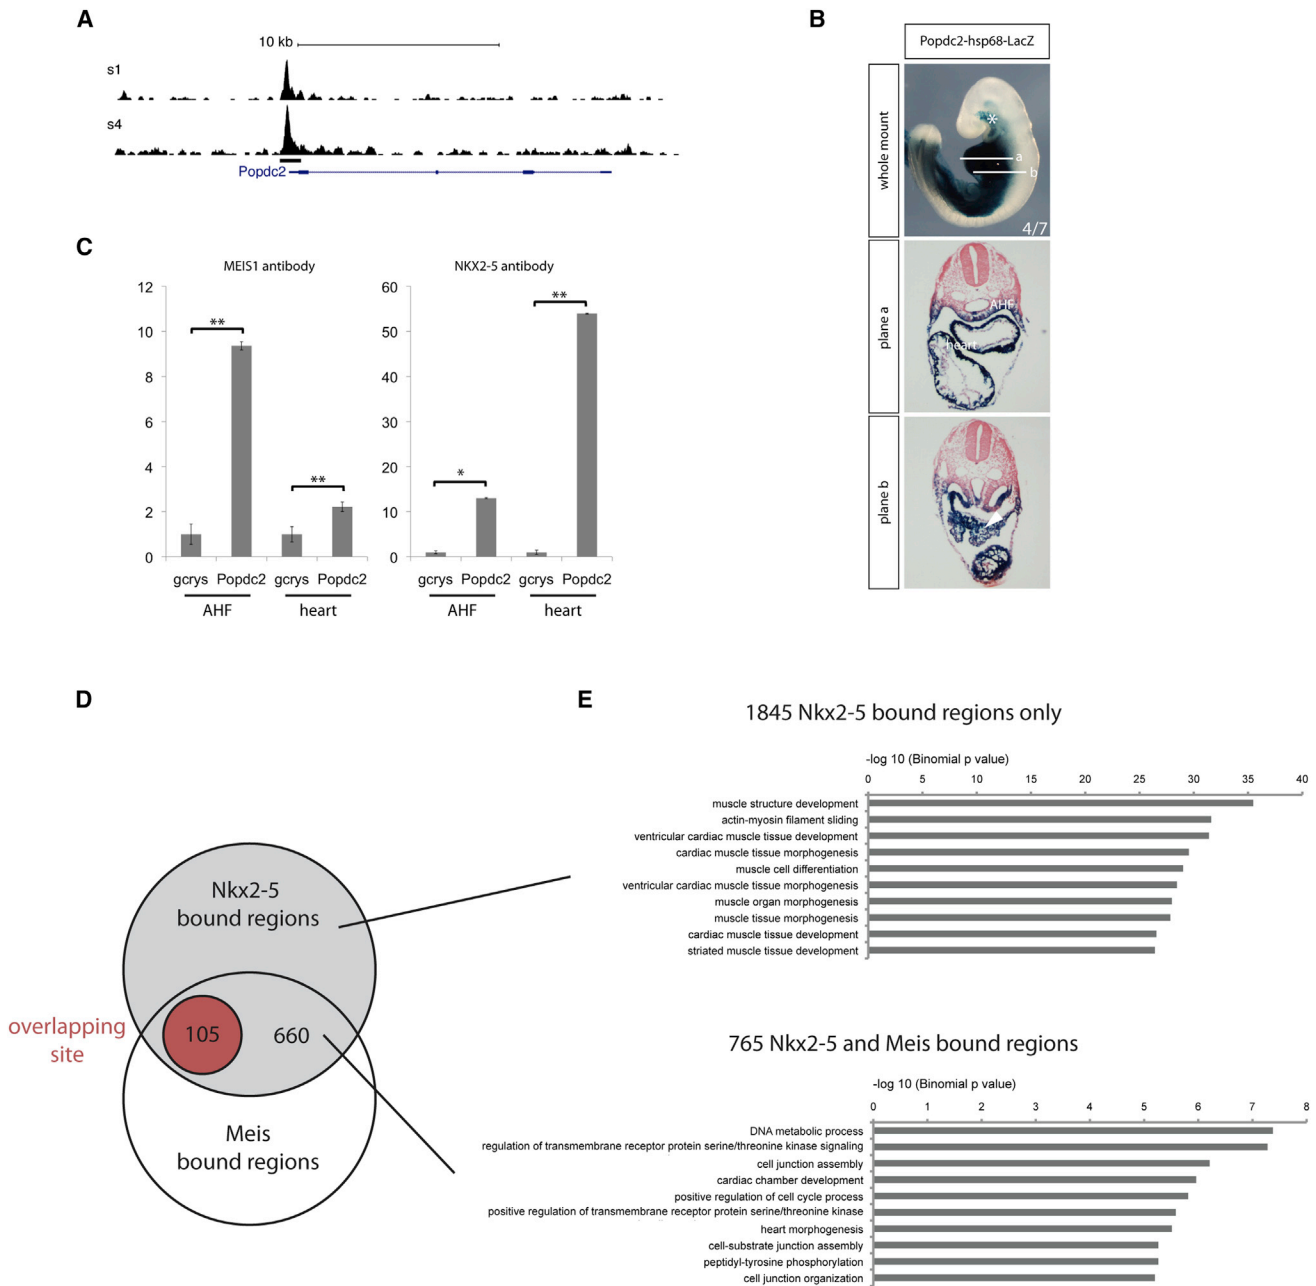 A
10 kb
s1
s4
Popdc2
B
Popdc2-hsp68-LacZ
whole mount
*
a
b
4/7
plane a
AHF
heart
plane b
C
MEIS1 antibody
12
10
8
6
4
2
0
**
**
gcrys Popdc2 gcrys Popdc2
AHF heart
NKX2-5 antibody
60
50
40
30
20
10
0
*
**
gcrys Popdc2 gcrys Popdc2
AHF heart
D
Nkx2-5
bound regions
overlapping
site
105
660
Meis
bound regions
E
1845 Nkx2-5 bound regions only
-log 10 (Binomial p value)
0 5 10 15 20 25 30 35 40
muscle structure development
actin-myosin filament sliding
ventricular cardiac muscle tissue development
cardiac muscle tissue morphogenesis
muscle cell differentiation
ventricular cardiac muscle tissue morphogenesis
muscle organ morphogenesis
muscle tissue morphogenesis
cardiac muscle tissue development
striated muscle tissue development
765 Nkx2-5 and Meis bound regions
-log 10 (Binomial p value)
0 1 2 3 4 5 6 7 8
DNA metabolic process
regulation of transmembrane receptor protein serine/threonine kinase signaling
cell junction assembly
cardiac chamber development
positive regulation of cell cycle process
positive regulation of transmembrane receptor protein serine/threonine kinase
heart morphogenesis
cell-substrate junction assembly
peptidyl-tyrosine phosphorylation
cell junction organization